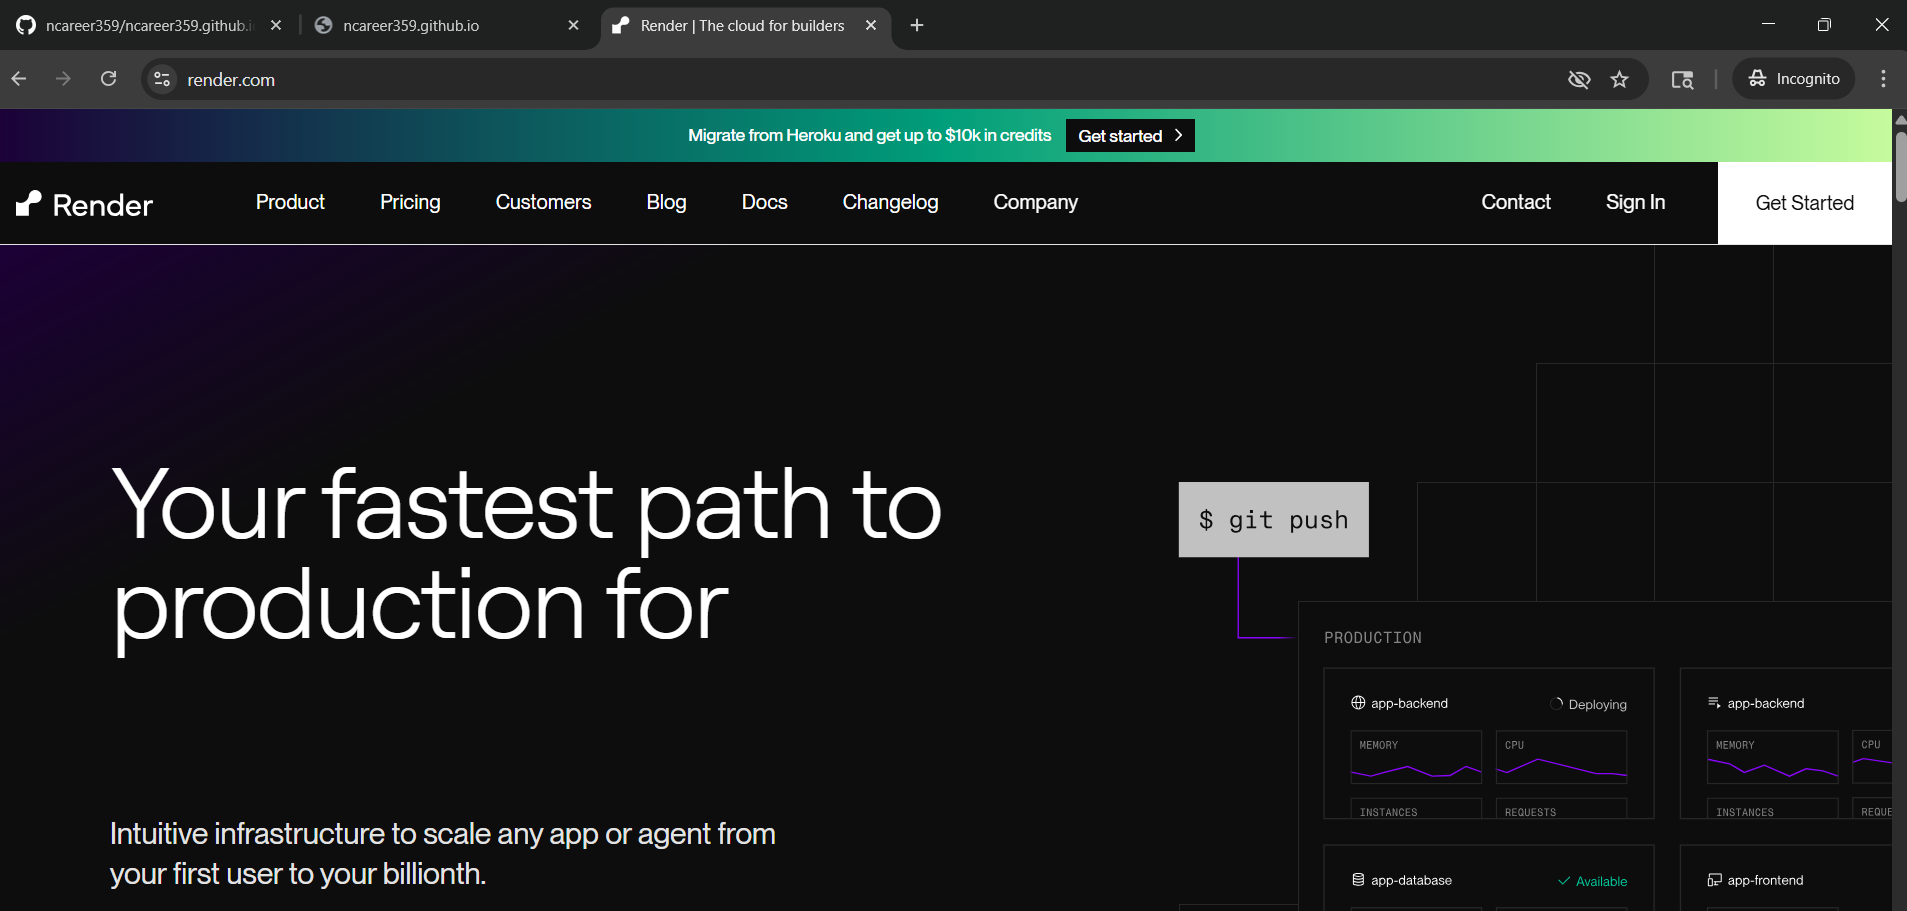 ncareer359/ncareer359.github.i
ncareer359.github.io
Render | The cloud for builders
render.com
Incognito
Migrate from Heroku and get up to $10k in credits
Get started
Render
Product
Pricing
Customers
Blog
Docs
Changelog
Company
Contact
Sign In
Get Started
Your fastest path to
production for
Intuitive infrastructure to scale any app or agent from
your first user to your billionth.
$ git push
PRODUCTION
app-backend
Deploying
MEMORY
CPU
INSTANCES
REQUESTS
app-backend
MEMORY
CPU
INSTANCES
REQUE
app-database
Available
app-frontend